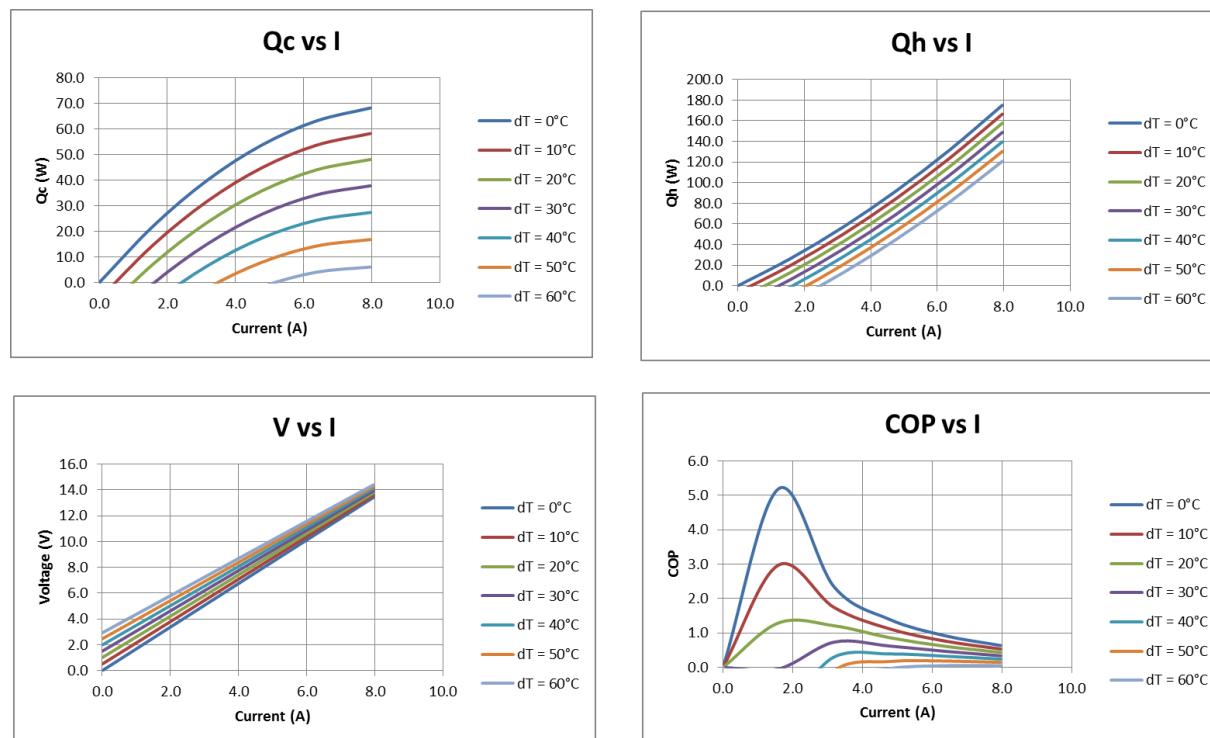 Qc vs I
80.0
70.0
60.0
50.0
40.0
30.0
20.0
10.0
0.0
Qc (W)
0.0 2.0 4.0 6.0 8.0 10.0
Current (A)
dT = 0°C
dT = 10°C
dT = 20°C
dT = 30°C
dT = 40°C
dT = 50°C
dT = 60°C
Qh vs I
200.0
180.0
160.0
140.0
120.0
100.0
80.0
60.0
40.0
20.0
0.0
Qh (W)
0.0 2.0 4.0 6.0 8.0 10.0
Current (A)
dT = 0°C
dT = 10°C
dT = 20°C
dT = 30°C
dT = 40°C
dT = 50°C
dT = 60°C
V vs I
16.0
14.0
12.0
10.0
8.0
6.0
4.0
2.0
0.0
Voltage (V)
0.0 2.0 4.0 6.0 8.0 10.0
Current (A)
dT = 0°C
dT = 10°C
dT = 20°C
dT = 30°C
dT = 40°C
dT = 50°C
dT = 60°C
COP vs I
6.0
5.0
4.0
3.0
2.0
1.0
0.0
COP
0.0 2.0 4.0 6.0 8.0 10.0
Current (A)
dT = 0°C
dT = 10°C
dT = 20°C
dT = 30°C
dT = 40°C
dT = 50°C
dT = 60°C